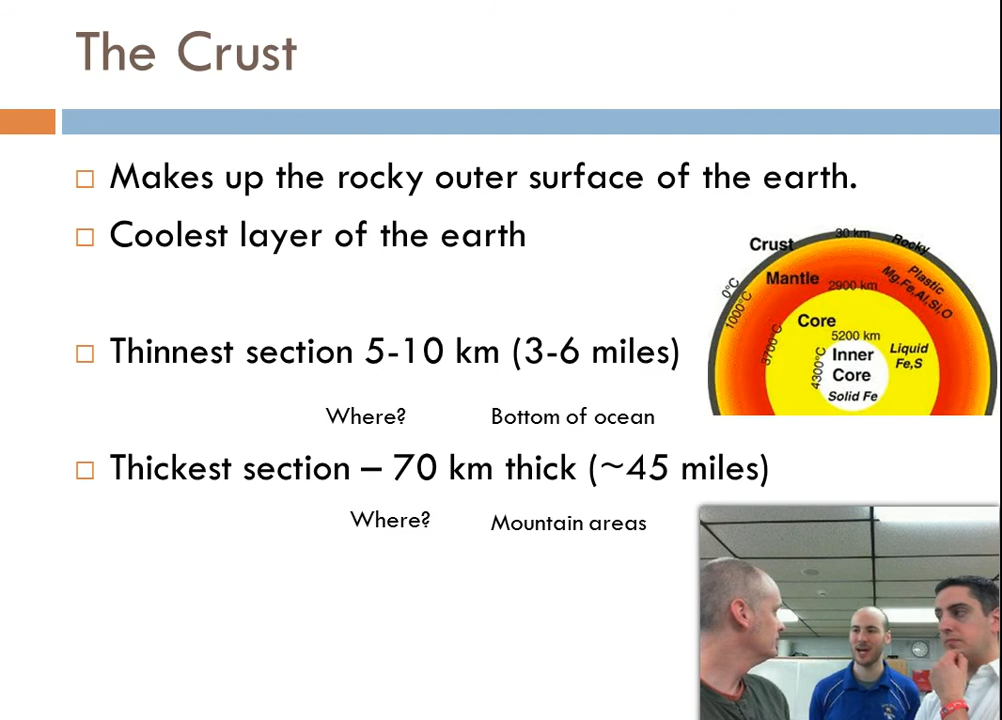 The Crust
Makes up the rocky outer surface of the earth.
Coolest layer of the earth
Thinnest section 5-10 km (3-6 miles)
Where? Bottom of ocean
Thickest section – 70 km thick (~45 miles)
Where? Mountain areas
Crust
30 km
Rocky
0°C
1000°C
Mantle
2900 km
Plastic
Mg,Fe,Al,Si,O
3700°C
Core
5200 km
4300°C
Inner
Core
Solid Fe
Liquid
Fe,S